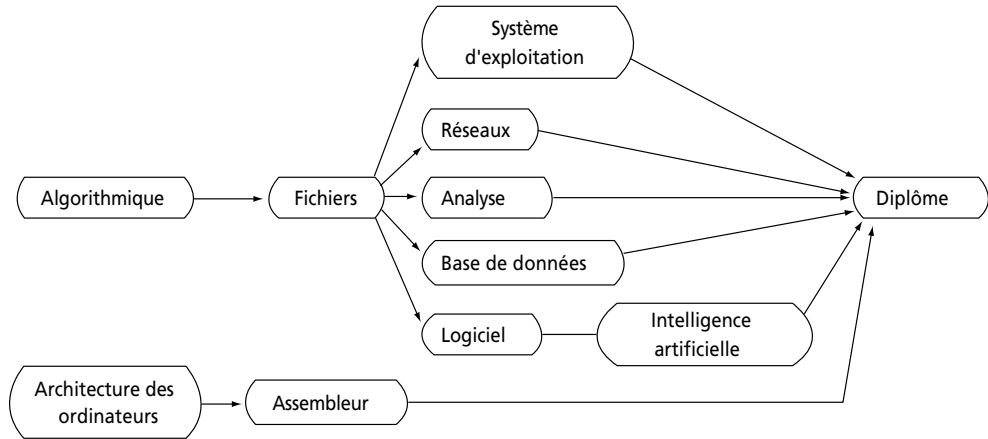 Système
d'exploitation
Réseaux
Algorithmique
Fichiers
Analyse
Diplôme
Base de données
Logiciel
Intelligence
artificielle
Architecture des
ordinateurs
Assembleur